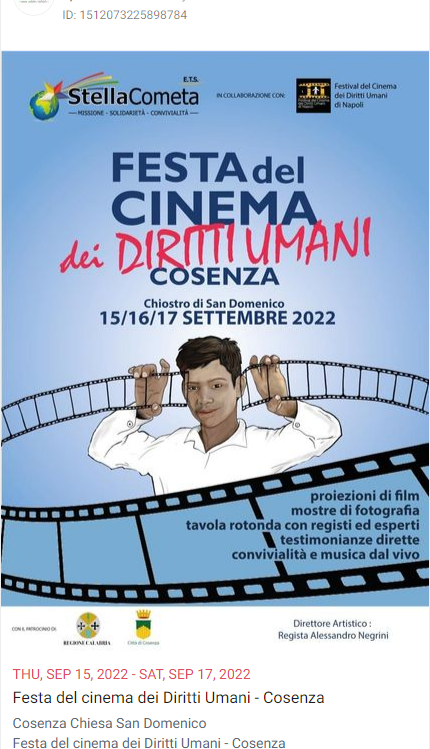 ID: 1512073225898784
E.T.S.
StellaCometa
MISSIONE - SOLIDARIETÀ - CONVIVIALITÀ
IN COLLABORAZIONE CON:
Festival del Cinema
dei Diritti Umani
di Napoli
FESTA del
CINEMA
dei DIRITTI UMANI
COSENZA
Chiostro di San Domenico
15/16/17 SETTEMBRE 2022
proiezioni di film
mostre di fotografia
tavola rotonda con registi ed esperti
testimonianze dirette
convivialità e musica dal vivo
CON IL PATROCINIO DI:
REGIONE CALABRIA
Città di Cosenza
Direttore Artistico :
Regista Alessandro Negrini
THU, SEP 15, 2022 - SAT, SEP 17, 2022
Festa del cinema dei Diritti Umani - Cosenza
Cosenza Chiesa San Domenico
Festa del cinema dei Diritti Umani - Cosenza